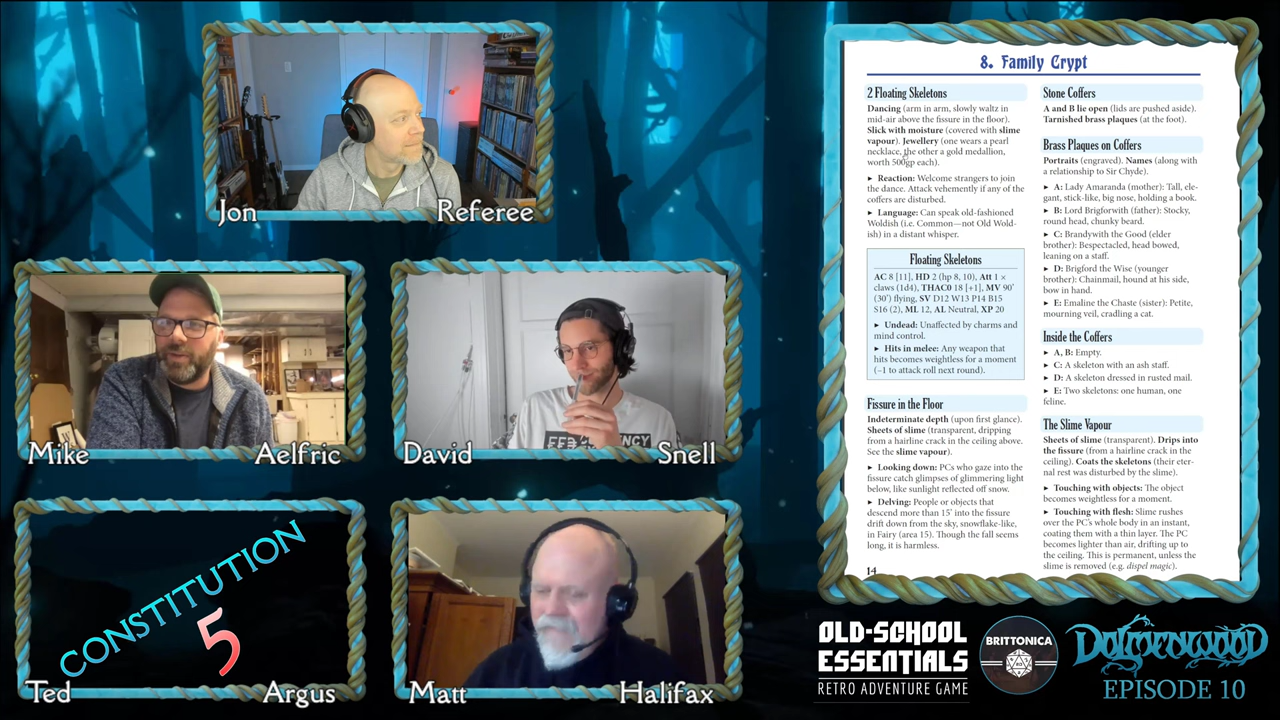 Jon
Referee
Mike
Aelfric
David
Snell
CONSTITUTION
5
Ted
Argus
Matt
Halifax
8. Family Crypt
2 Floating Skeletons
Dancing (arm in arm, slowly waltz in
mid-air above the fissure in the floor).
Slick with moisture (covered with slime
vapour). Jewellery (one wears a pearl
necklace, the other a gold medallion,
worth 500gp each).
► Reaction: Welcome strangers to join
the dance. Attack vehemently if any of the
coffers are disturbed.
► Language: Can speak old-fashioned
Woldish (i.e. Common—not Old Wold-
ish) in a distant whisper.
Floating Skeletons
AC 8 [11], HD 2 (hp 8, 10), Att 1 ×
claws (1d4), THAC0 18 [+1], MV 90'
(30') flying, SV D12 W13 P14 B15
S16 (2), ML 12, AL Neutral, XP 20
► Undead: Unaffected by charms and
mind control.
► Hits in melee: Any weapon that
hits becomes weightless for a moment
(–1 to attack roll next round).
Fissure in the Floor
Indeterminate depth (upon first glance).
Sheets of slime (transparent, dripping
from a hairline crack in the ceiling above.
See the slime vapour).
► Looking down: PCs who gaze into the
fissure catch glimpses of glimmering light
below, like sunlight reflected off snow.
► Delving: People or objects that
descend more than 15' into the fissure
drift down from the sky, snowflake-like,
in Fairy (area 15). Though the fall seems
long, it is harmless.
14
Stone Coffers
A and B lie open (lids are pushed aside).
Tarnished brass plaques (at the foot).
Brass Plaques on Coffers
Portraits (engraved). Names (along with
a relationship to Sir Chyde).
► A: Lady Amaranda (mother): Tall, ele-
gant, stick-like, big nose, holding a book.
► B: Lord Brigforwith (father): Stocky,
round head, chunky beard.
► C: Brandywith the Good (elder
brother): Bespectacled, head bowed,
leaning on a staff.
► D: Brigford the Wise (younger
brother): Chainmail, hound at his side,
bow in hand.
► E: Emaline the Chaste (sister): Petite,
mourning veil, cradling a cat.
Inside the Coffers
► A, B: Empty.
► C: A skeleton with an ash staff.
► D: A skeleton dressed in rusted mail.
► E: Two skeletons: one human, one
feline.
The Slime Vapour
Sheets of slime (transparent). Drips into
the fissure (from a hairline crack in the
ceiling). Coats the skeletons (their eter-
nal rest was disturbed by the slime).
► Touching with objects: The object
becomes weightless for a moment.
► Touching with flesh: Slime rushes
over the PC's whole body in an instant,
coating them with a thin layer. The PC
becomes lighter than air, drifting up to
the ceiling. This is permanent, unless the
slime is removed (e.g. dispel magic).
OLD-SCHOOL
ESSENTIALS
RETRO ADVENTURE GAME
BRITTONICA
DOLMENWOOD
EPISODE 10